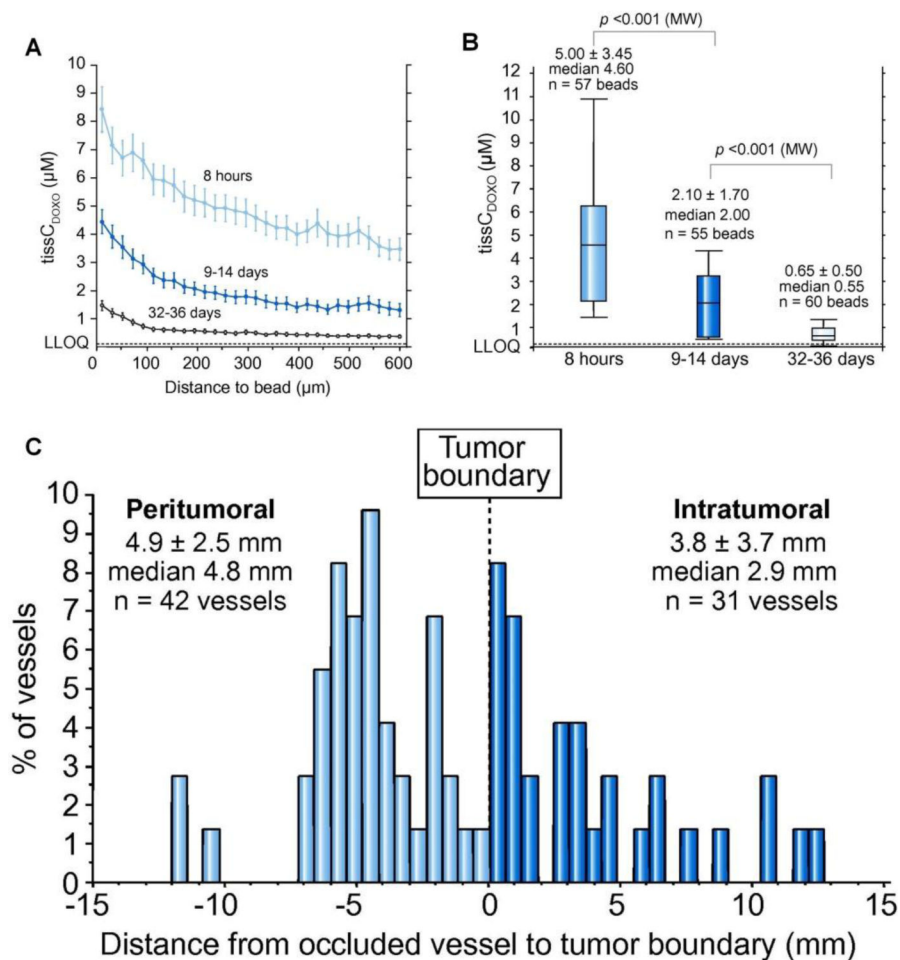 A
10
9
8
7
6
5
4
3
2
1
LLOQ
tissC_DOXO (µM)
8 hours
9-14 days
32-36 days
0 100 200 300 400 500 600
Distance to bead (µm)
B
p <0.001 (MW)
5.00 ± 3.45
median 4.60
n = 57 beads
12
11
10
9
8
7
6
5
4
3
2
1
LLOQ
tissC_DOXO (µM)
p <0.001 (MW)
2.10 ± 1.70
median 2.00
n = 55 beads
0.65 ± 0.50
median 0.55
n = 60 beads
8 hours 9-14 days 32-36 days
C
Tumor
boundary
Peritumoral
4.9 ± 2.5 mm
median 4.8 mm
n = 42 vessels
Intratumoral
3.8 ± 3.7 mm
median 2.9 mm
n = 31 vessels
10
9
8
7
6
5
4
3
2
1
0
% of vessels
-15 -10 -5 0 5 10 15
Distance from occluded vessel to tumor boundary (mm)